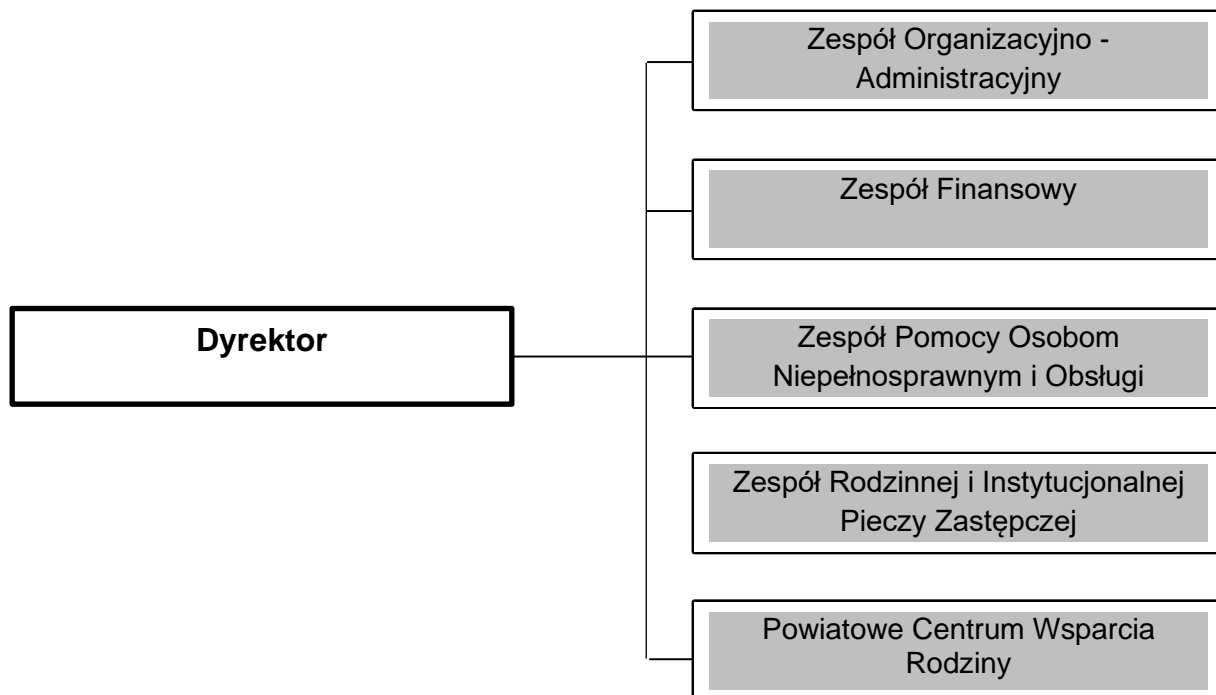 Zespół Organizacyjno -
Administracyjny
Zespół Finansowy
Dyrektor
Zespół Pomocy Osobom
Niepełnosprawnym i Obsługi
Zespół Rodzinnej i Instytucjonalnej
Pieczy Zastępczej
Powiatowe Centrum Wsparcia
Rodziny